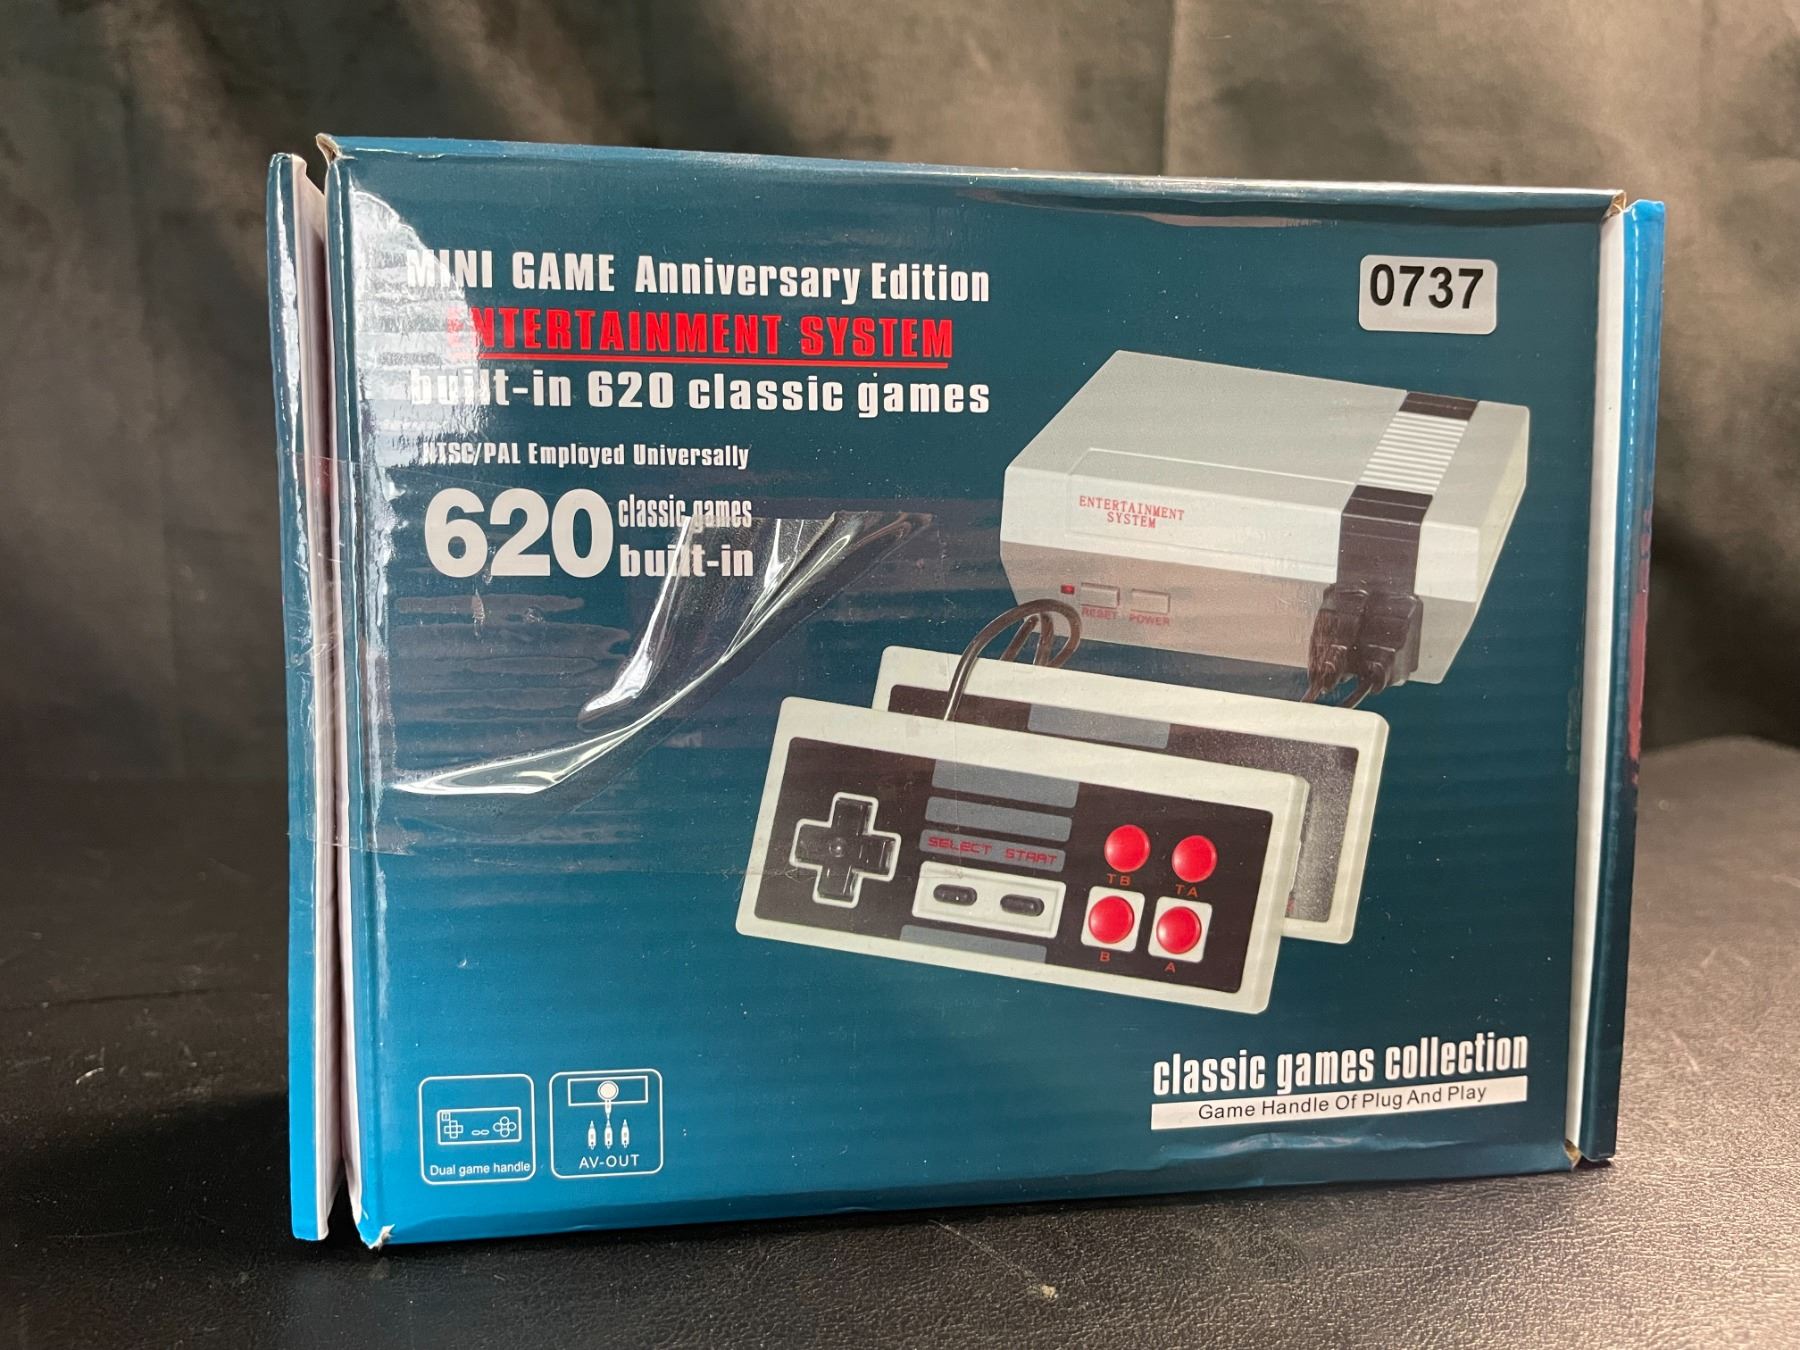 MINI GAME Anniversary Edition
0737
ENTERTAINMENT SYSTEM
built-in 620 classic games
NTSC/PAL Employed Universally
620 classic games
built-in
ENTERTAINMENT
SYSTEM
RESET POWER
SELECT START
TB TA
B A
classic games collection
Game Handle Of Plug And Play
Dual game handle
AV-OUT